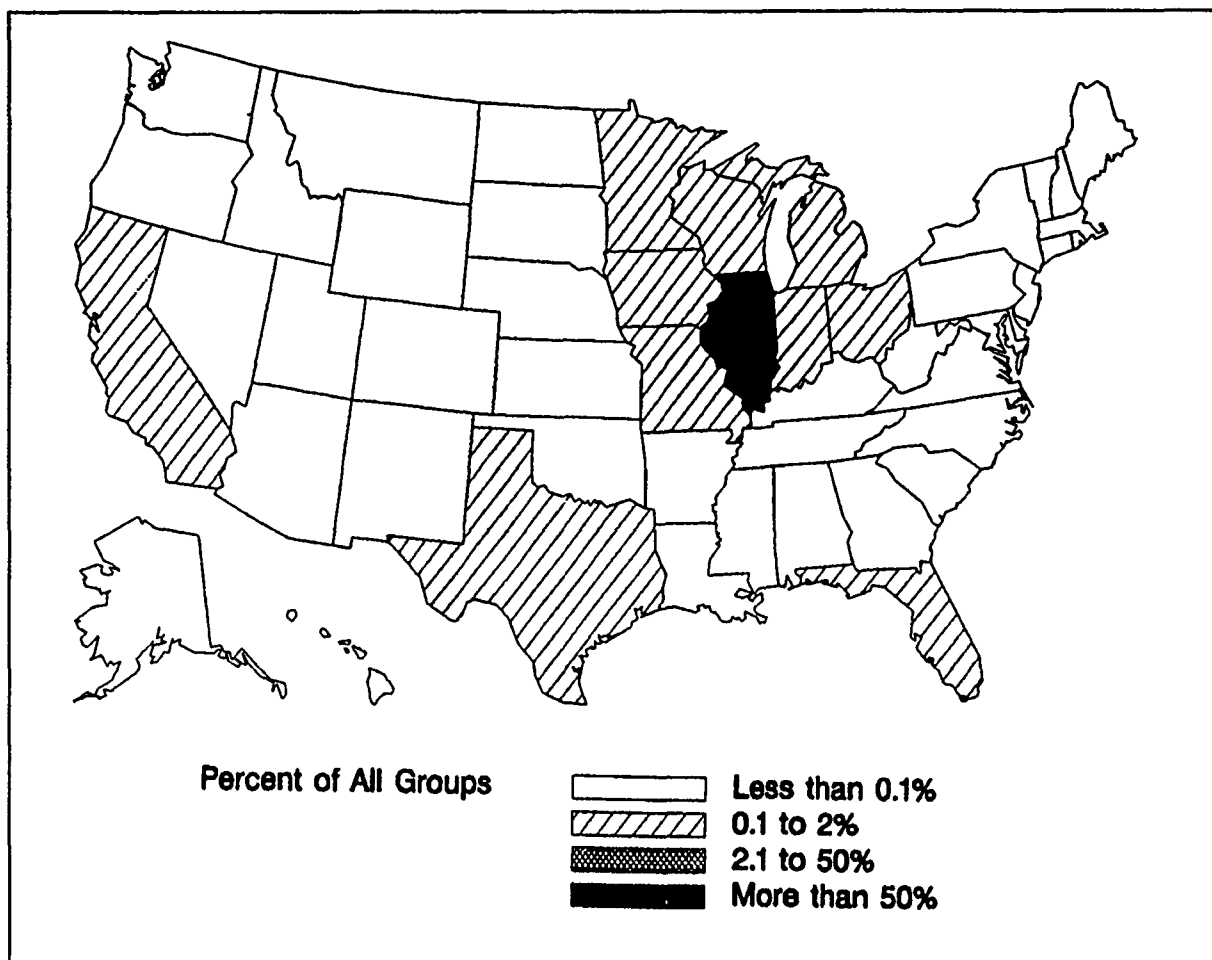 Percent of All Groups
Less than 0.1%
0.1 to 2%
2.1 to 50%
More than 50%